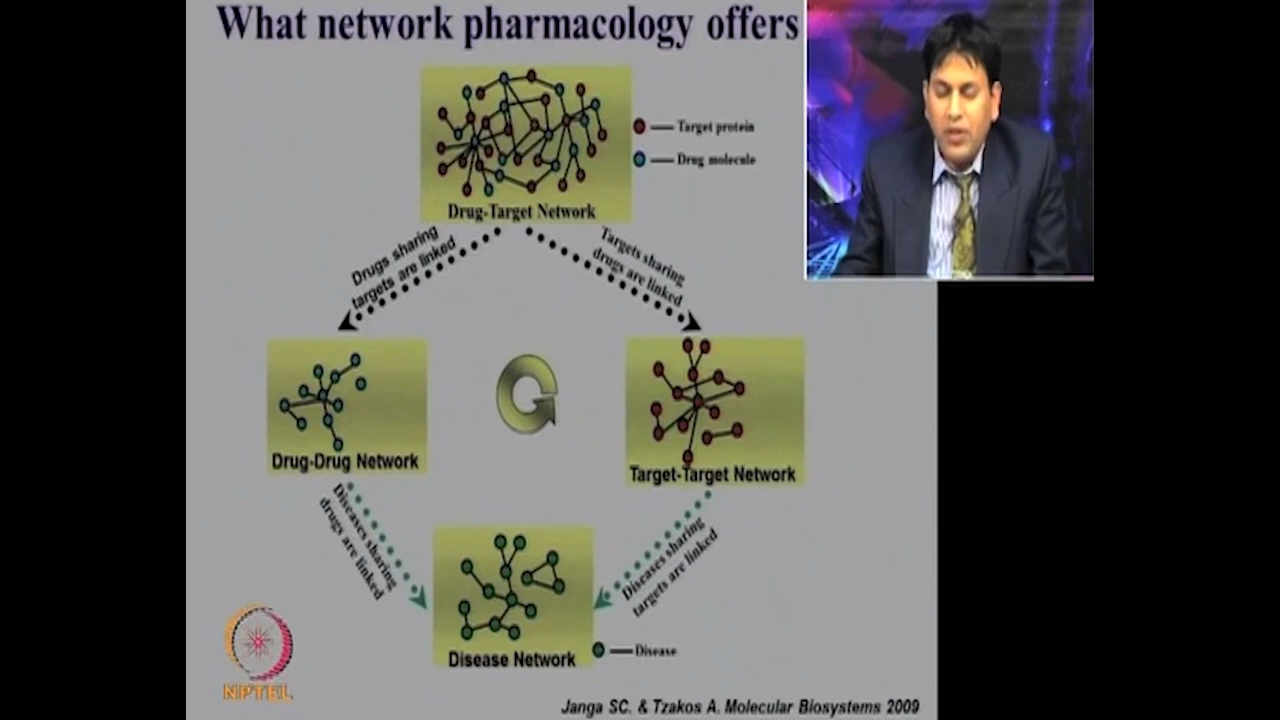 What network pharmacology offers
Target protein
Drug molecule
Drug-Target Network
Drugs sharing
targets are linked
Targets sharing
drugs are linked
Drug-Drug Network
Target-Target Network
Diseases sharing
drugs are linked
Diseases sharing
targets are linked
Disease Network
Disease
NPTEL
Janga SC. & Tzakos A. Molecular Biosystems 2009